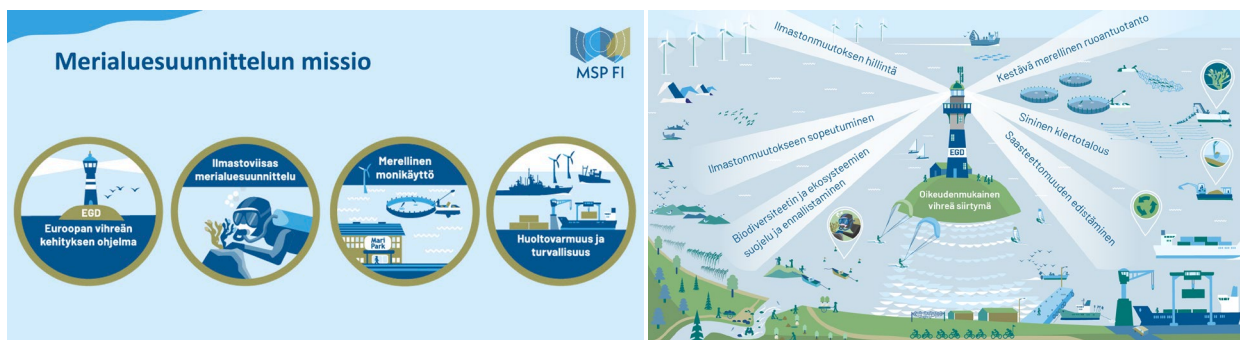 Merialuesuunnittelun missio
MSP FI
EGD
Euroopan vihreän
kehityksen ohjelma
Ilmastoviisas
merialuesuunnittelu
Merellinen
monikäyttö
Mari
Park
Huoltovarmuus ja
turvallisuus
Ilmastonmuutoksen hillintä
Kestävä merellinen ruoantuotanto
Ilmastonmuutokseen sopeutuminen
Sininen kiertotalous
Biodiversiteetin ja ekosysteemien
suojelu ja ennallistaminen
Saasteettomuuden edistäminen
EGD
Oikeudenmukainen
vihreä siirtymä